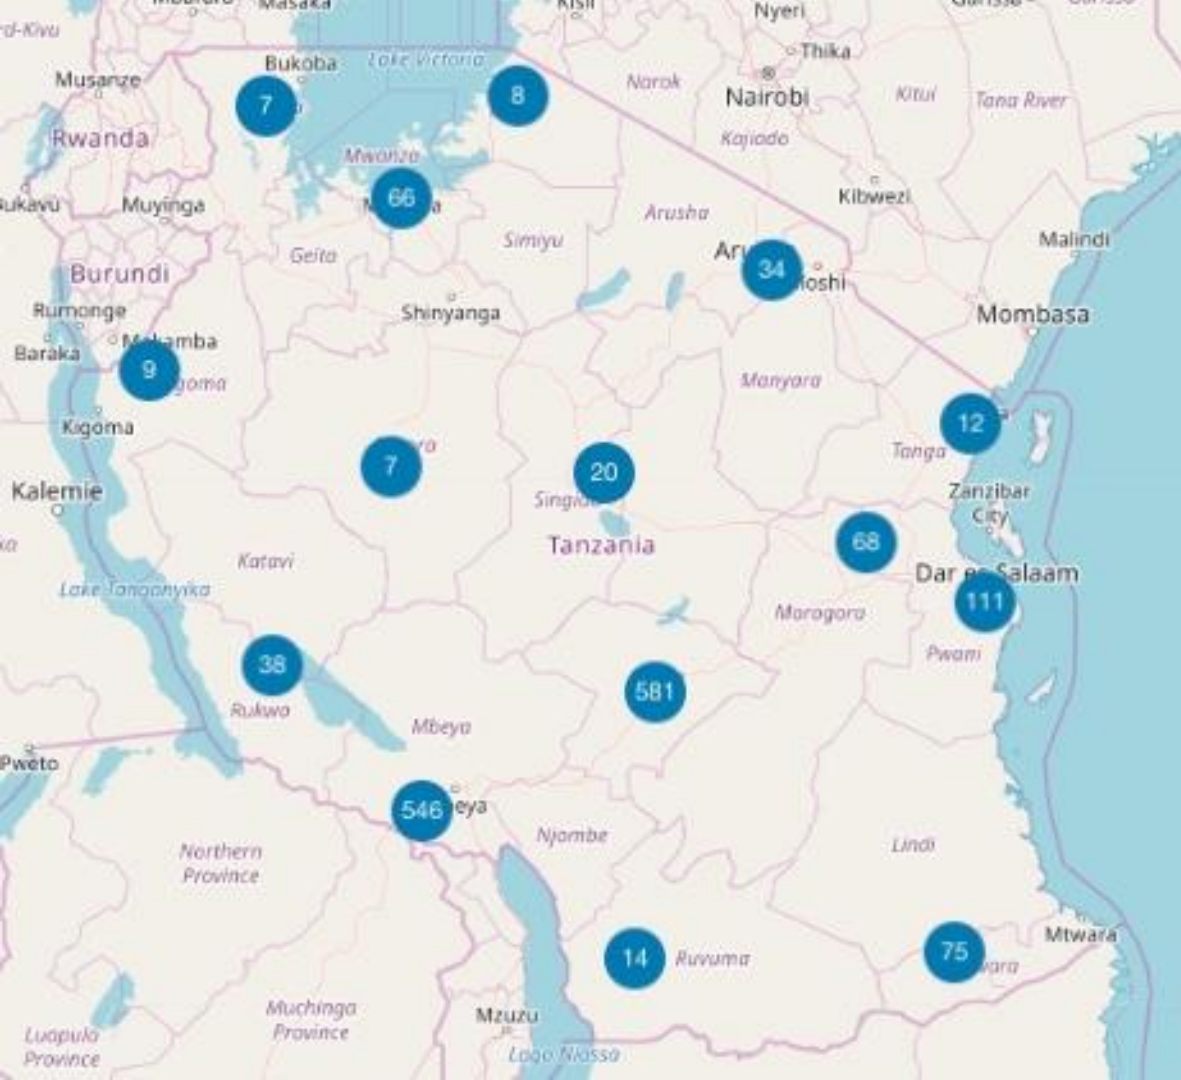 Masaka
Kisii
Nyeri
Thika
Bukoba
Lake Victoria
Musanze
Narok
Nairobi
Kitui
Tana River
7
8
Rwanda
Kajiado
Mwanza
Kibwezi
66
Muyinga
Arusha
Simiyu
Malindi
Geita
34
Burundi
Rumonge
Shinyanga
Mombasa
Baraka
9
Manyara
Kigoma
12
Tanga
7
20
Kalemie
Zanzibar
City
Tanzania
68
Katavi
Lake Tanganyika
Dar es Salaam
111
Morogoro
Pwani
38
581
Rukwa
Mbeya
Pweto
546
Njombe
Lindi
Northern
Province
75
Mtwara
14
Ruvuma
Muchinga
Province
Mzuzu
Luapula
Province
Lago Niassa